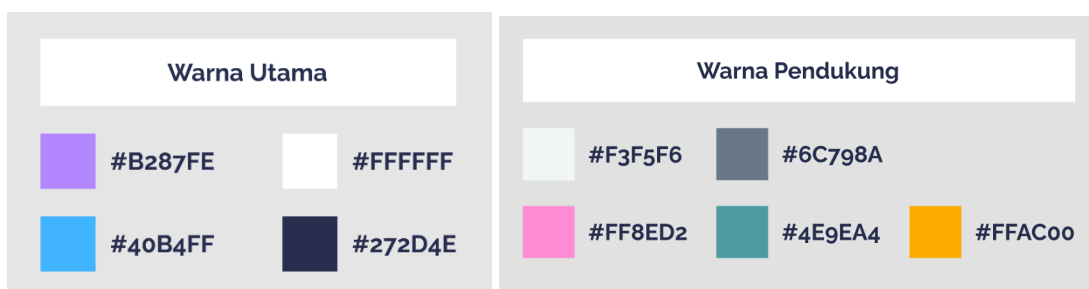 Warna Utama
#B287FE #FFFFFF
#40B4FF #272D4E
Warna Pendukung
#F3F5F6 #6C798A
#FF8ED2 #4E9EA4 #FFAC00